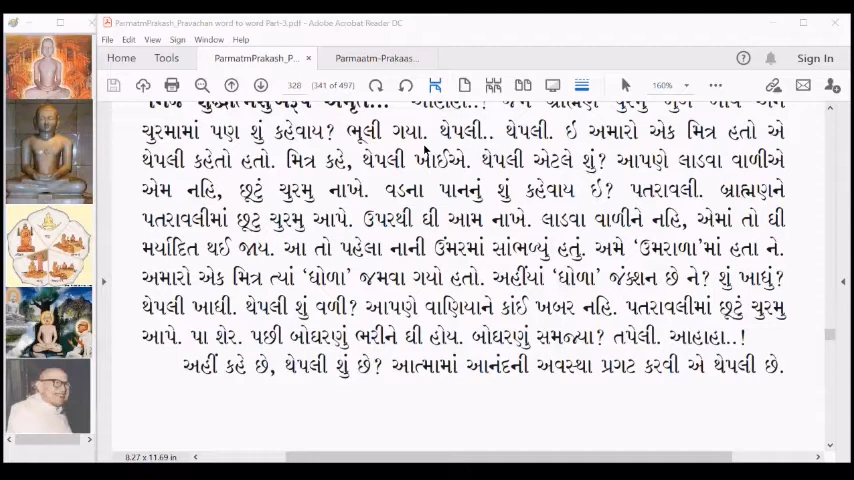 ParmatmPrakash_Pravachan word to word Part-3.pdf - Adobe Acrobat Reader DC
File Edit View Sign Window Help
Home Tools ParmatmPrakash_P... × Parmaatm-Prakaas... Sign In
328 (341 of 497) 160%
ચુરમામાં પણ શું કહેવાય? ભૂલી ગયા. થેપલી.. થેપલી. ઇ અમારો એક મિત્ર હતો એ
થેપલી કહેતો હતો. મિત્ર કહે, થેપલી ખાઈએ. થેપલી એટલે શું? આપણે લાડવા વાળીએ
એમ નહિ, છૂટું ચુરમુ નાખે. વડના પાનનું શું કહેવાય ઇ? પતરાવલી. બ્રાહ્મણને
પતરાવલીમાં છૂટુ ચુરમુ આપે. ઉપરથી ઘી આમ નાખે. લાડવા વાળીને નહિ, એમાં તો ઘી
મર્યાદિત થઈ જાય. આ તો પહેલા નાની ઉંમરમાં સાંભળ્યું હતું. અમે ‘ઉમરાળા’માં હતા ને.
અમારો એક મિત્ર ત્યાં ‘ધોળા’ જમવા ગયો હતો. અહીંયાં ‘ધોળા’ જંક્શન છે ને? શું ખાધું?
થેપલી ખાધી. થેપલી શું વળી? આપણે વાણિયાને કાંઈ ખબર નહિ. પતરાવલીમાં છૂટું ચુરમુ
આપે. પા શેર. પછી બોઘરણું ભરીને ઘી હોય. બોઘરણું સમજ્યા? તપેલી. આહાહા..!
અહીં કહે છે, થેપલી શું છે? આત્મામાં આનંદની અવસ્થા પ્રગટ કરવી એ થેપલી છે.
8.27 x 11.69 in